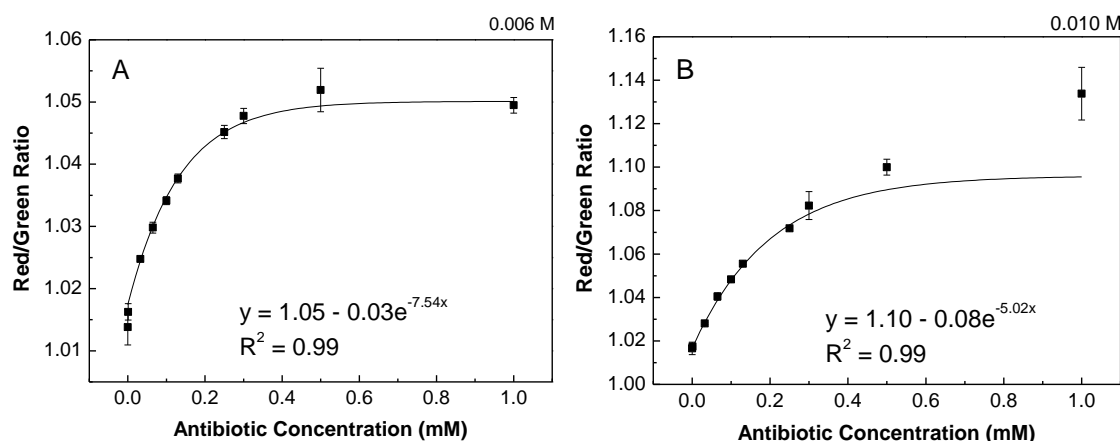 0.006 M
A
Red/Green Ratio
1.06
1.05
1.04
1.03
1.02
1.01
y = 1.05 - 0.03e^-7.54x
R^2 = 0.99
0.0 0.2 0.4 0.6 0.8 1.0
Antibiotic Concentration (mM)
0.010 M
B
Red/Green Ratio
1.16
1.14
1.12
1.10
1.08
1.06
1.04
1.02
1.00
y = 1.10 - 0.08e^-5.02x
R^2 = 0.99
0.0 0.2 0.4 0.6 0.8 1.0
Antibiotic Concentration (mM)